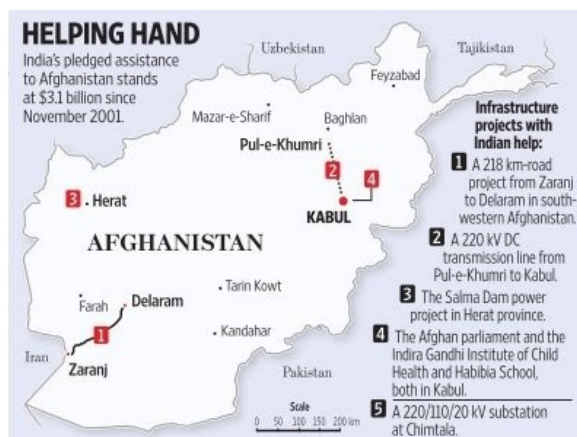 HELPING HAND
India's pledged assistance
to Afghanistan stands
at $3.1 billion since
November 2001.
Uzbekistan
Tajikistan
Feyzabad
Mazar-e-Sharif
Baghlan
Pul-e-Khumri
2
4
3
Herat
KABUL
AFGHANISTAN
Tarin Kowt
Farah
Delaram
1
Kandahar
Iran
Zaranj
Pakistan
Scale
0 50 100 150 200 km
Infrastructure
projects with
Indian help:
1 A 218 km-road
project from Zaranj
to Delaram in south-
western Afghanistan.
2 A 220 kV DC
transmission line from
Pul-e-Khumri to Kabul.
3 The Salma Dam power
project in Herat province.
4 The Afghan parliament and the
Indira Gandhi Institute of Child
Health and Habibia School,
both in Kabul.
5 A 220/110/20 kV substation
at Chimtala.